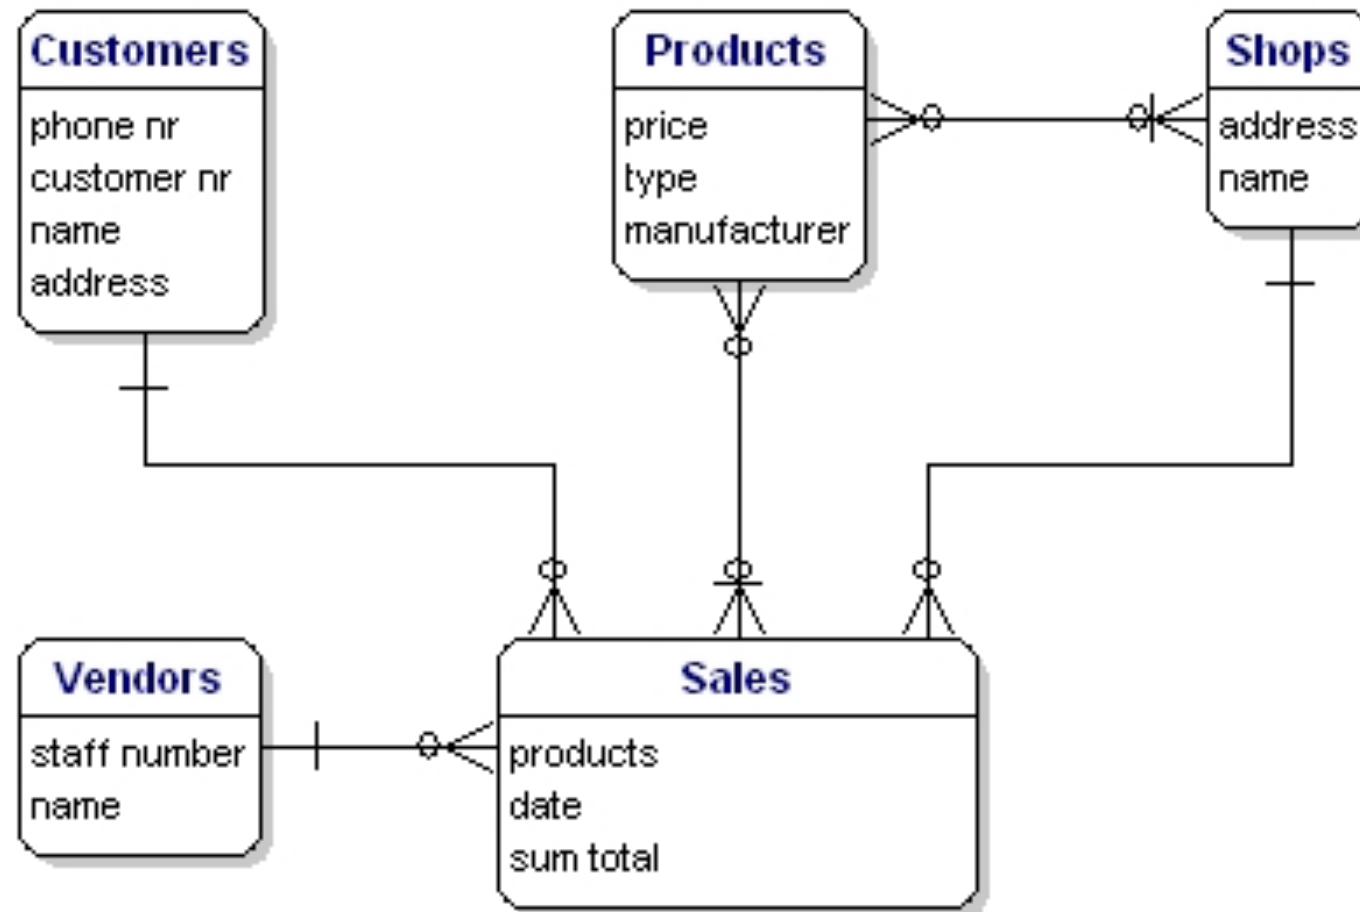 Customers
phone nr
customer nr
name
address
Products
price
type
manufacturer
Shops
address
name
Vendors
staff number
name
Sales
products
date
sum total